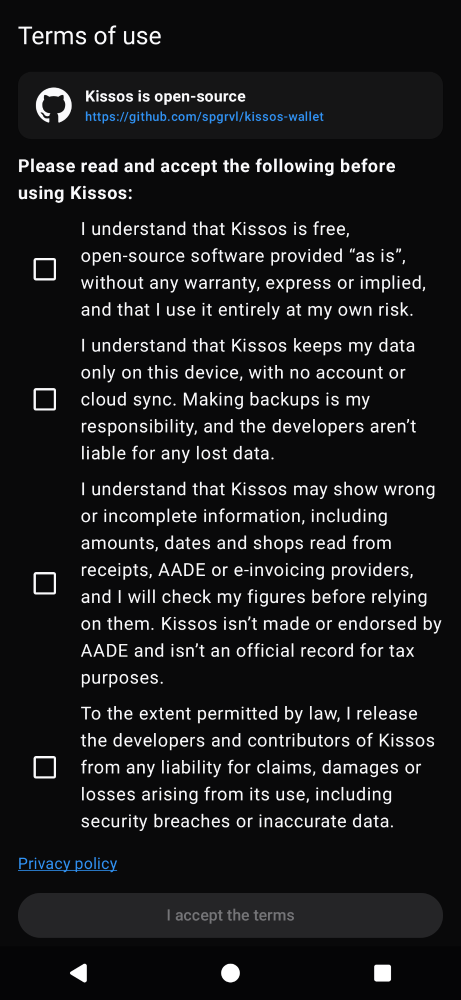 Terms of use
Kissos is open-source
https://github.com/spgrvl/kissos-wallet
Please read and accept the following before
using Kissos:
I understand that Kissos is free,
open-source software provided “as is”,
without any warranty, express or implied,
and that I use it entirely at my own risk.
I understand that Kissos keeps my data
only on this device, with no account or
cloud sync. Making backups is my
responsibility, and the developers aren’t
liable for any lost data.
I understand that Kissos may show wrong
or incomplete information, including
amounts, dates and shops read from
receipts, AADE or e-invoicing providers,
and I will check my figures before relying
on them. Kissos isn’t made or endorsed by
AADE and isn’t an official record for tax
purposes.
To the extent permitted by law, I release
the developers and contributors of Kissos
from any liability for claims, damages or
losses arising from its use, including
security breaches or inaccurate data.
Privacy policy
I accept the terms